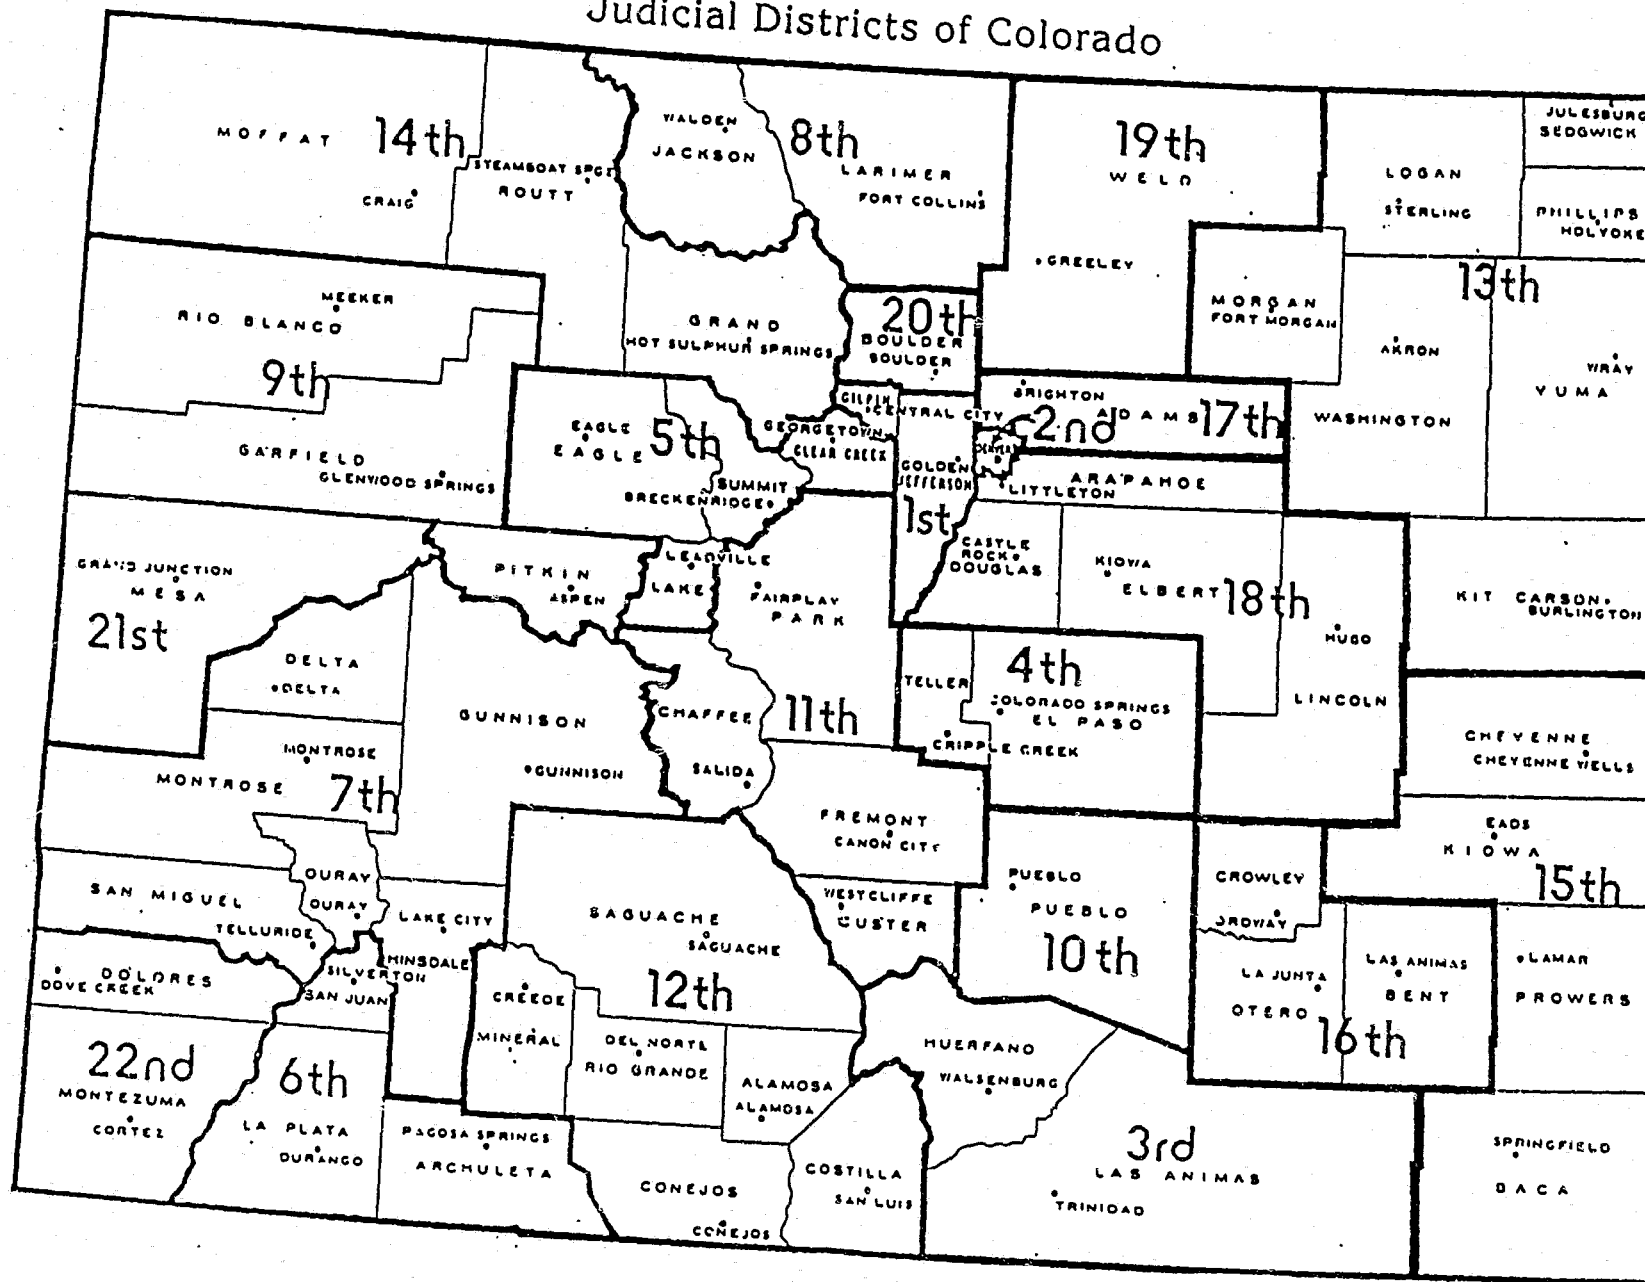 Judicial Districts of Colorado
MOFFAT
14th
CRAIG
STEAMBOAT SPGS
ROUTT
WALDEN
JACKSON
8th
LARIMER
FORT COLLINS
19th
WELD
GREELEY
LOGAN
STERLING
JULESBURG
SEDGWICK
PHILLIPS
HOLYOKE
13th
MORGAN
FORT MORGAN
AKRON
WASHINGTON
WRAY
YUMA
MEEKER
RIO BLANCO
9th
GARFIELD
GLENWOOD SPRINGS
GRAND
HOT SULPHUR SPRINGS
20th
BOULDER
BOULDER
GILPIN
CENTRAL CITY
GEORGETOWN
CLEAR CREEK
EAGLE
EAGLE
5th
SUMMIT
BRECKENRIDGE
BRIGHTON
ADAMS
17th
2nd
DENVER
GOLDEN
JEFFERSON
1st
ARAPAHOE
LITTLETON
CASTLE
ROCK
DOUGLAS
KIOWA
ELBERT
18th
HUGO
LINCOLN
KIT CARSON
BURLINGTON
GRAND JUNCTION
MESA
21st
PITKIN
ASPEN
LEADVILLE
LAKE
FAIRPLAY
PARK
DELTA
DELTA
GUNNISON
GUNNISON
CHAFFEE
SALIDA
11th
TELLER
4th
COLORADO SPRINGS
EL PASO
CRIPPLE CREEK
CHEYENNE
CHEYENNE WELLS
MONTROSE
MONTROSE
7th
FREMONT
CANON CITY
EADS
KIOWA
15th
OURAY
OURAY
SAN MIGUEL
TELLURIDE
LAKE CITY
HINSDALE
SAGUACHE
SAGUACHE
12th
WESTCLIFFE
CUSTER
PUEBLO
PUEBLO
10th
CROWLEY
ORDWAY
LA JUNTA
OTERO
LAS ANIMAS
BENT
16th
LAMAR
PROWERS
DOLORES
DOVE CREEK
SILVERTON
SAN JUAN
CREEDE
MINERAL
DEL NORTE
RIO GRANDE
ALAMOSA
ALAMOSA
HUERFANO
WALSENBURG
22nd
MONTEZUMA
CORTEZ
6th
LA PLATA
DURANGO
PAGOSA SPRINGS
ARCHULETA
CONEJOS
CONEJOS
COSTILLA
SAN LUIS
3rd
LAS ANIMAS
TRINIDAD
SPRINGFIELD
BACA